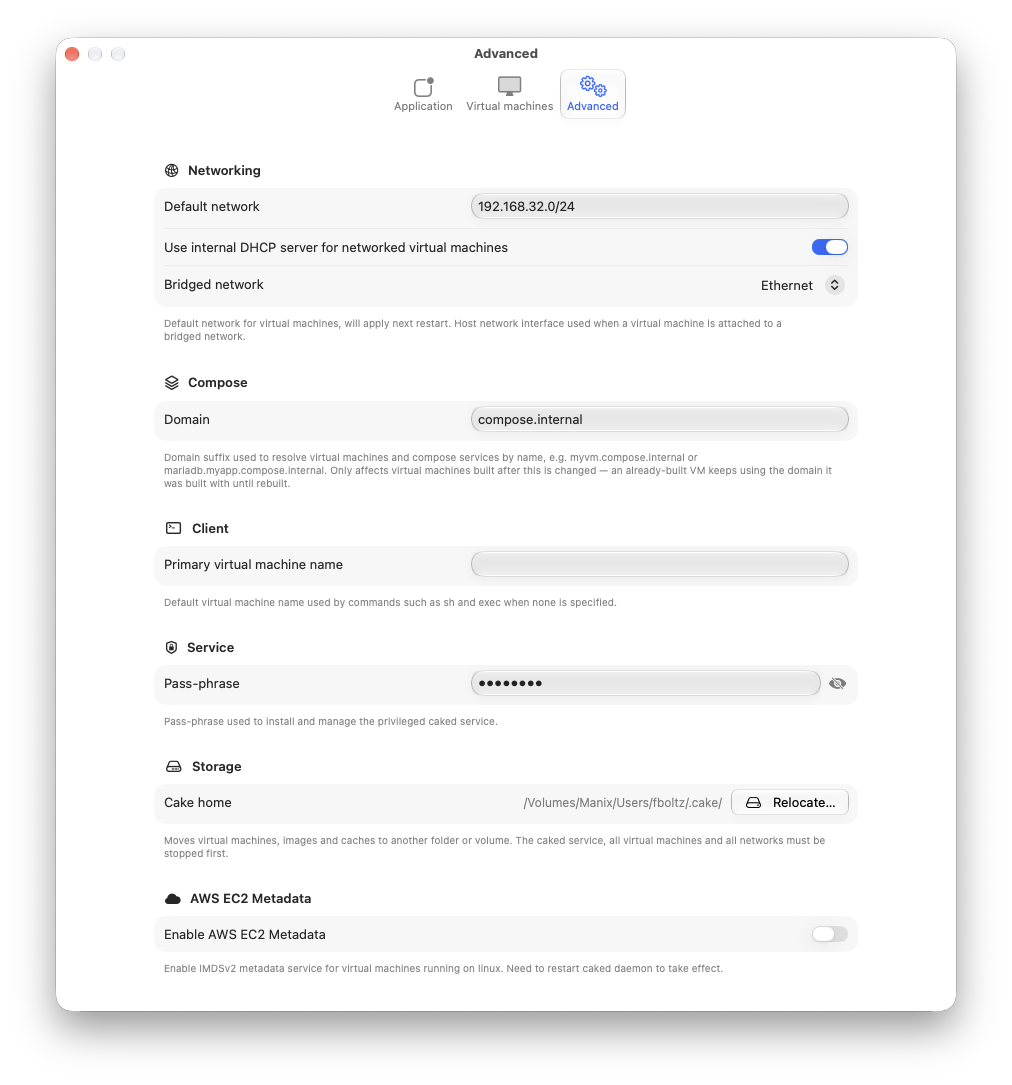 Advanced
Application
Virtual machines
Advanced
Networking
Default network
192.168.32.0/24
Use internal DHCP server for networked virtual machines
Bridged network
Ethernet
Default network for virtual machines, will apply next restart. Host network interface used when a virtual machine is attached to a
bridged network.
Compose
Domain
compose.internal
Domain suffix used to resolve virtual machines and compose services by name, e.g. myvm.compose.internal or
mariadb.myapp.compose.internal. Only affects virtual machines built after this is changed — an already-built VM keeps using the domain it
was built with until rebuilt.
Client
Primary virtual machine name
Default virtual machine name used by commands such as sh and exec when none is specified.
Service
Pass-phrase
••••••••
Pass-phrase used to install and manage the privileged caked service.
Storage
Cake home
/Volumes/Manix/Users/fboltz/.cake/
Relocate...
Moves virtual machines, images and caches to another folder or volume. The caked service, all virtual machines and all networks must be
stopped first.
AWS EC2 Metadata
Enable AWS EC2 Metadata
Enable IMDSv2 metadata service for virtual machines running on linux. Need to restart caked daemon to take effect.